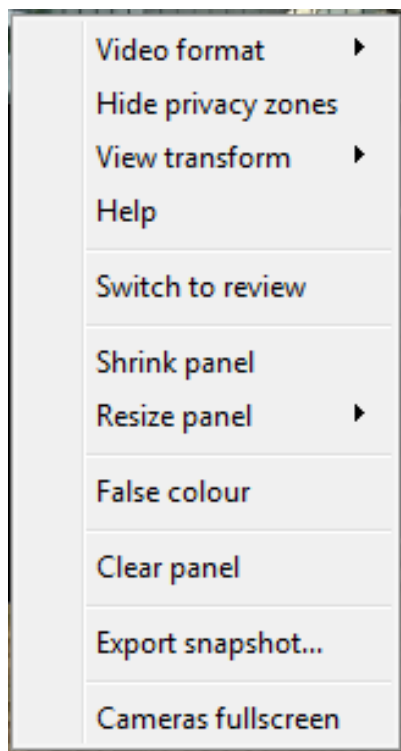 Video format
Hide privacy zones
View transform
Help
Switch to review
Shrink panel
Resize panel
False colour
Clear panel
Export snapshot...
Cameras fullscreen